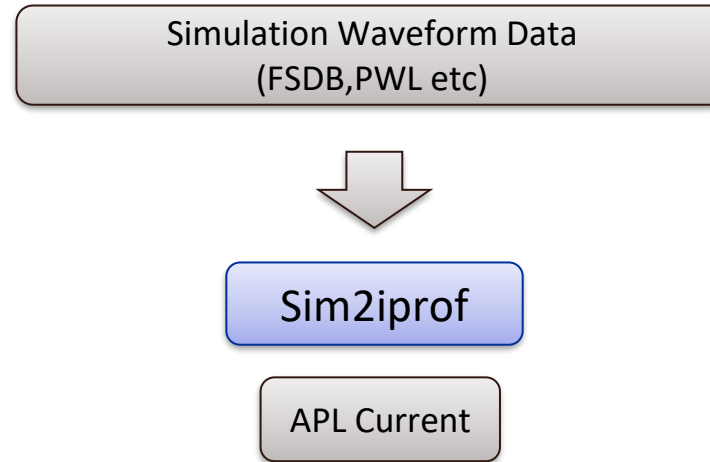 Simulation Waveform Data
(FSDB,PWL etc)
Sim2iprof
APL Current